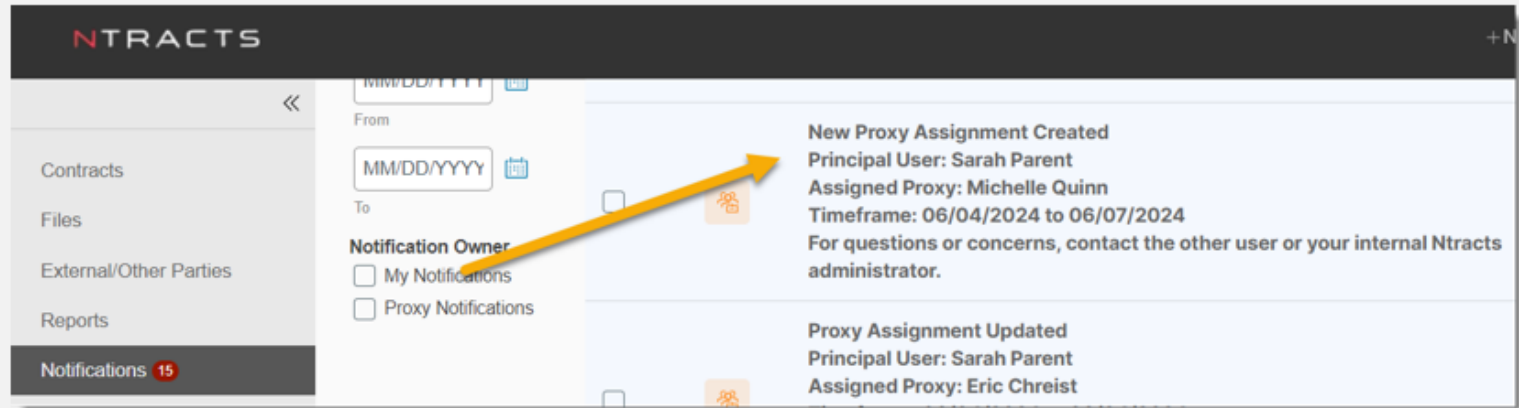 NTRACTS
+N
MM/DD/YYYY
From
MM/DD/YYYY
To
Notification Owner
My Notifications
Proxy Notifications
Contracts
Files
External/Other Parties
Reports
Notifications 15
New Proxy Assignment Created
Principal User: Sarah Parent
Assigned Proxy: Michelle Quinn
Timeframe: 06/04/2024 to 06/07/2024
For questions or concerns, contact the other user or your internal Ntracts
administrator.
Proxy Assignment Updated
Principal User: Sarah Parent
Assigned Proxy: Eric Chreist